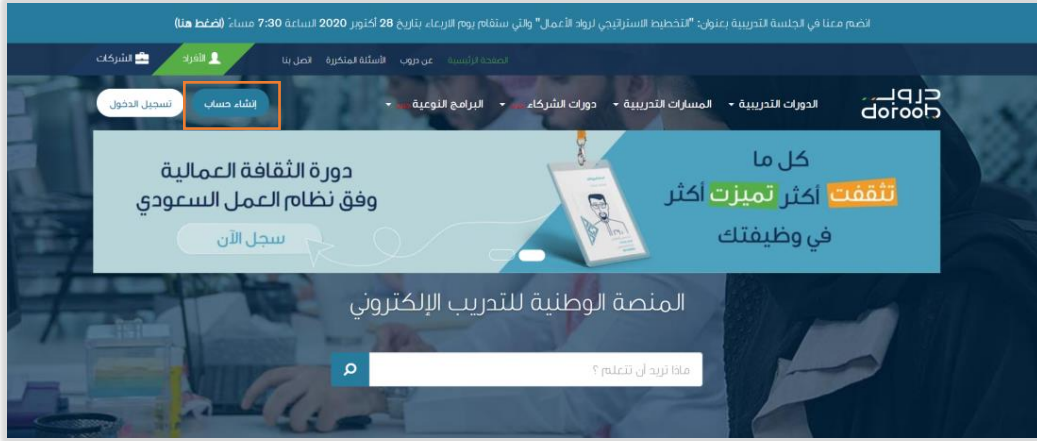 انضم معنا في الجلسة التدريبية بعنوان: "التخطيط الاستراتيجي لرواد الأعمال" والتي ستقام يوم الاربعاء بتاريخ 28 أكتوبر 2020 الساعة 7:30 مساءً (اضغط هنا)
الصفحة الرئيسية عن دروب الأسئلة المتكررة اتصل بنا الأفراد الشركات
دروب
doroob
الدورات التدريبية المسارات التدريبية دورات الشركاء البرامج النوعية إنشاء حساب تسجيل الدخول
كل ما
تثقفت أكثر تميزت أكثر
في وظيفتك
دورة الثقافة العمالية
وفق نظام العمل السعودي
سجل الآن
المنصة الوطنية للتدريب الإلكتروني
ماذا تريد أن تتعلم ؟